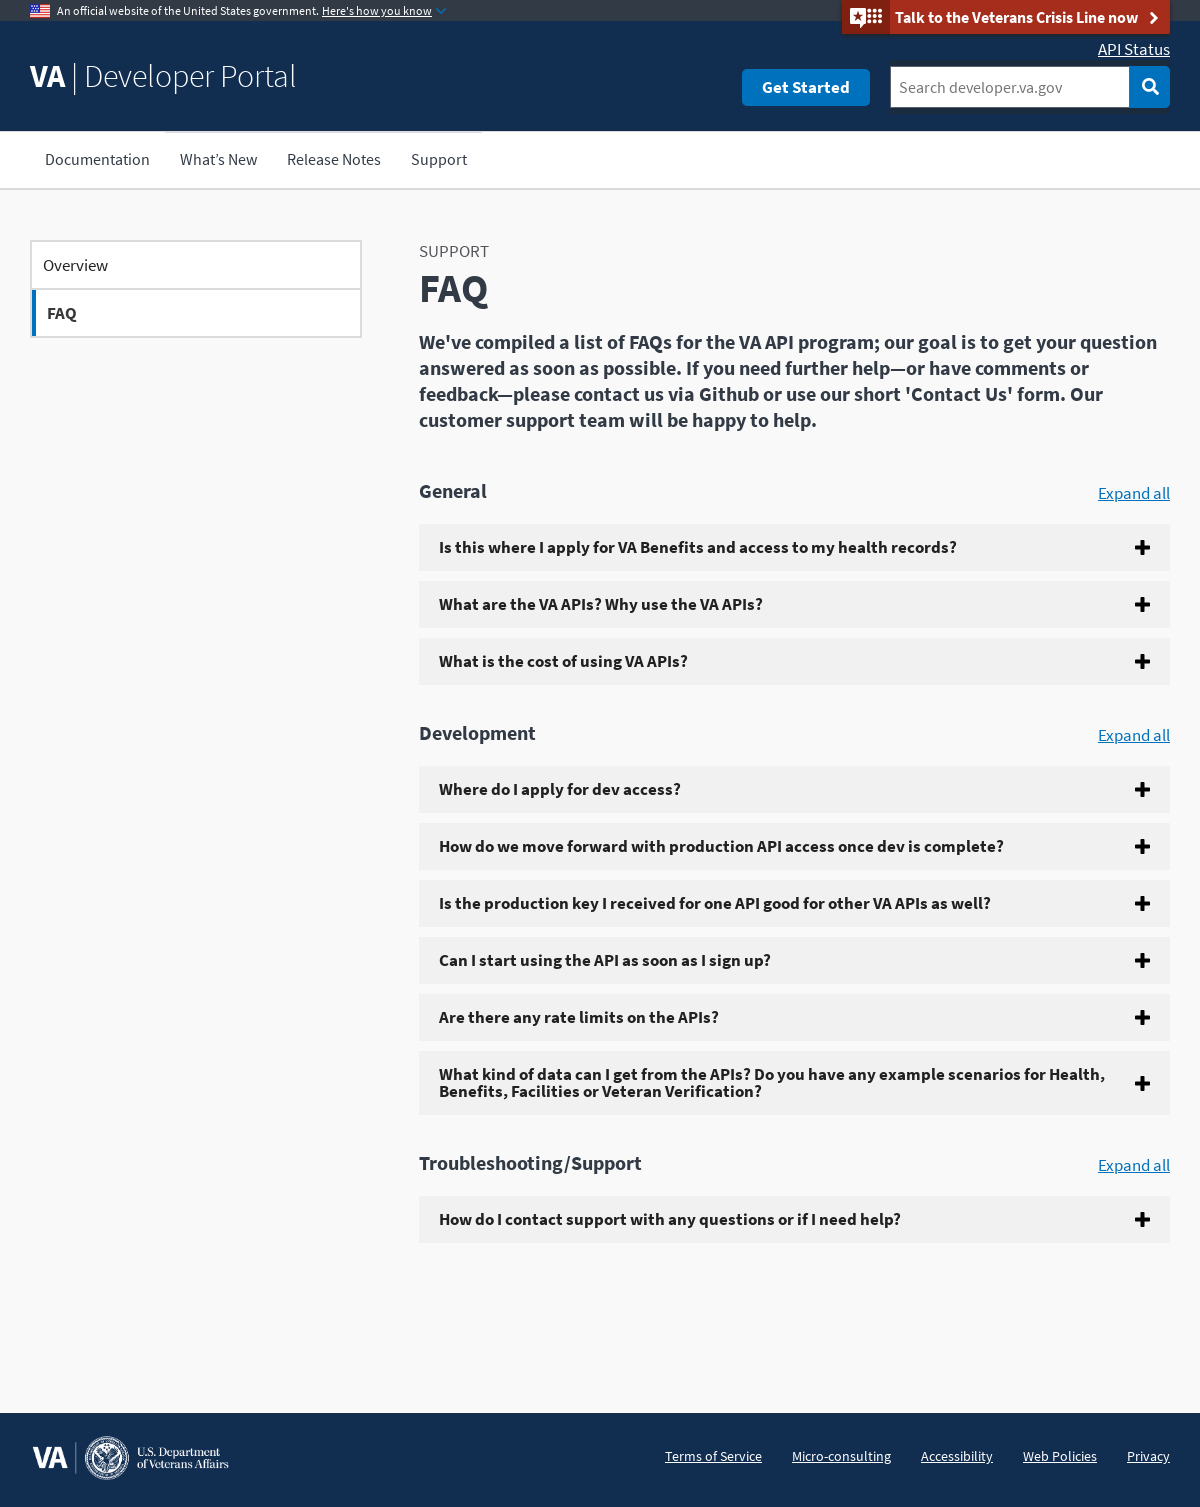 An official website of the United States government. Here's how you know
Talk to the Veterans Crisis Line now
API Status
VA | Developer Portal
Get Started
Search developer.va.gov
Documentation
What’s New
Release Notes
Support
Overview
FAQ
SUPPORT
FAQ
We've compiled a list of FAQs for the VA API program; our goal is to get your question
answered as soon as possible. If you need further help—or have comments or
feedback—please contact us via Github or use our short 'Contact Us' form. Our
customer support team will be happy to help.
General
Expand all
Is this where I apply for VA Benefits and access to my health records?
What are the VA APIs? Why use the VA APIs?
What is the cost of using VA APIs?
Development
Expand all
Where do I apply for dev access?
How do we move forward with production API access once dev is complete?
Is the production key I received for one API good for other VA APIs as well?
Can I start using the API as soon as I sign up?
Are there any rate limits on the APIs?
What kind of data can I get from the APIs? Do you have any example scenarios for Health,
Benefits, Facilities or Veteran Verification?
Troubleshooting/Support
Expand all
How do I contact support with any questions or if I need help?
VA
U.S. Department
of Veterans Affairs
Terms of Service
Micro-consulting
Accessibility
Web Policies
Privacy